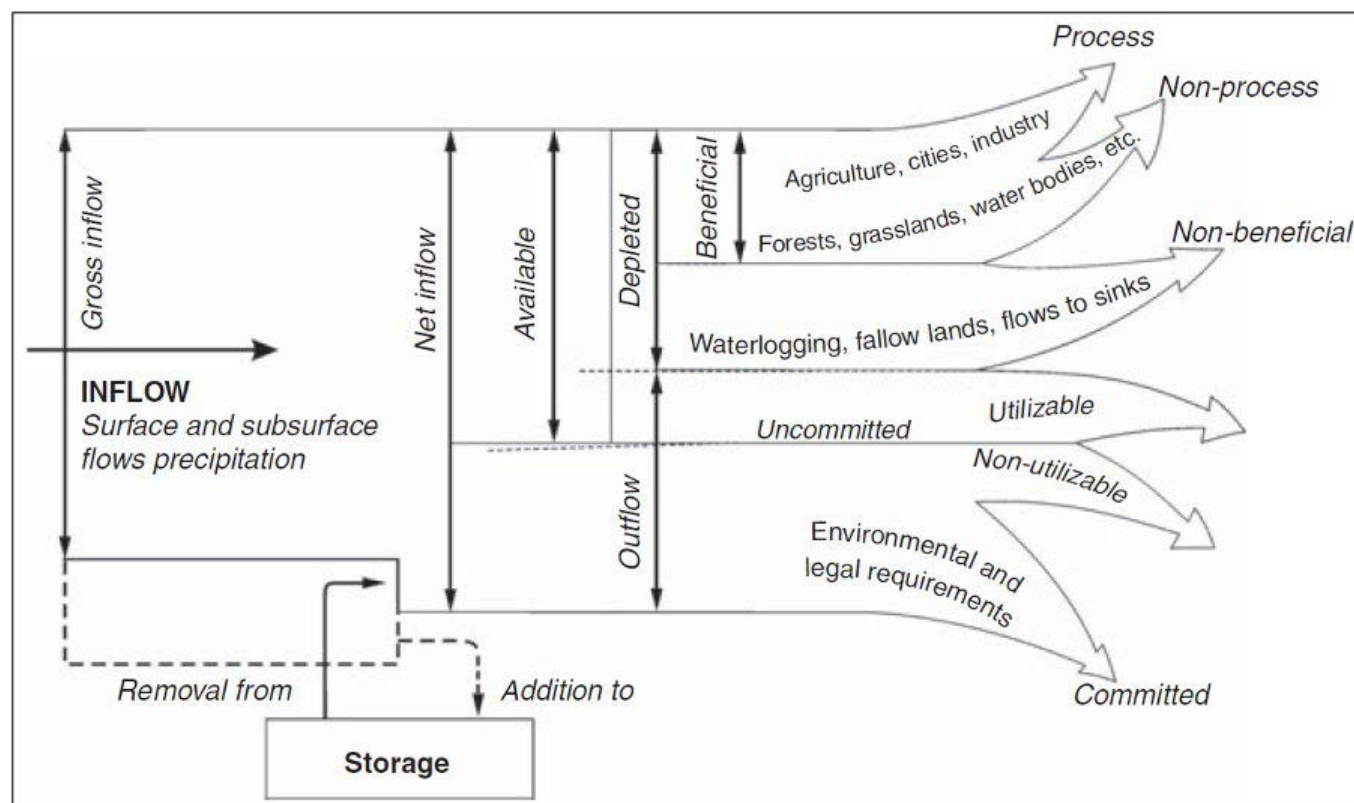 Process
Non-process
Agriculture, cities, industry
Forests, grasslands, water bodies, etc.
Non-beneficial
Gross inflow
Net inflow
Available
Depleted
Beneficial
Waterlogging, fallow lands, flows to sinks
INFLOW
Surface and subsurface
flows precipitation
Uncommitted
Utilizable
Non-utilizable
Outflow
Environmental and
legal requirements
Committed
Removal from
Addition to
Storage